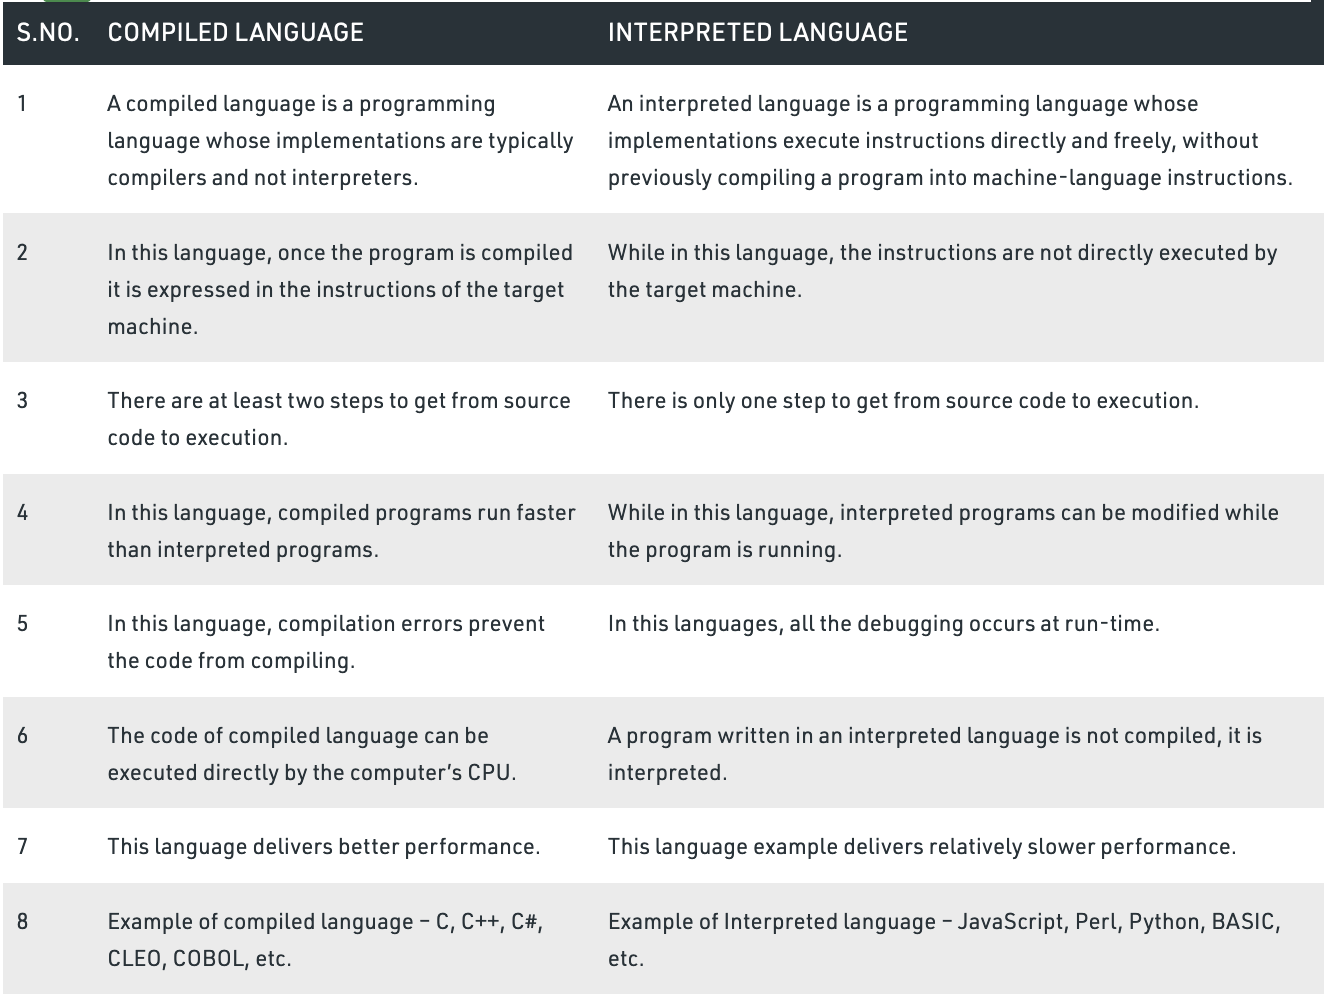 S.NO. COMPILED LANGUAGE INTERPRETED LANGUAGE
1 A compiled language is a programming
language whose implementations are typically
compilers and not interpreters.
An interpreted language is a programming language whose
implementations execute instructions directly and freely, without
previously compiling a program into machine-language instructions.
2 In this language, once the program is compiled
it is expressed in the instructions of the target
machine.
While in this language, the instructions are not directly executed by
the target machine.
3 There are at least two steps to get from source
code to execution.
There is only one step to get from source code to execution.
4 In this language, compiled programs run faster
than interpreted programs.
While in this language, interpreted programs can be modified while
the program is running.
5 In this language, compilation errors prevent
the code from compiling.
In this languages, all the debugging occurs at run-time.
6 The code of compiled language can be
executed directly by the computer’s CPU.
A program written in an interpreted language is not compiled, it is
interpreted.
7 This language delivers better performance.
This language example delivers relatively slower performance.
8 Example of compiled language – C, C++, C#,
CLEO, COBOL, etc.
Example of Interpreted language – JavaScript, Perl, Python, BASIC,
etc.